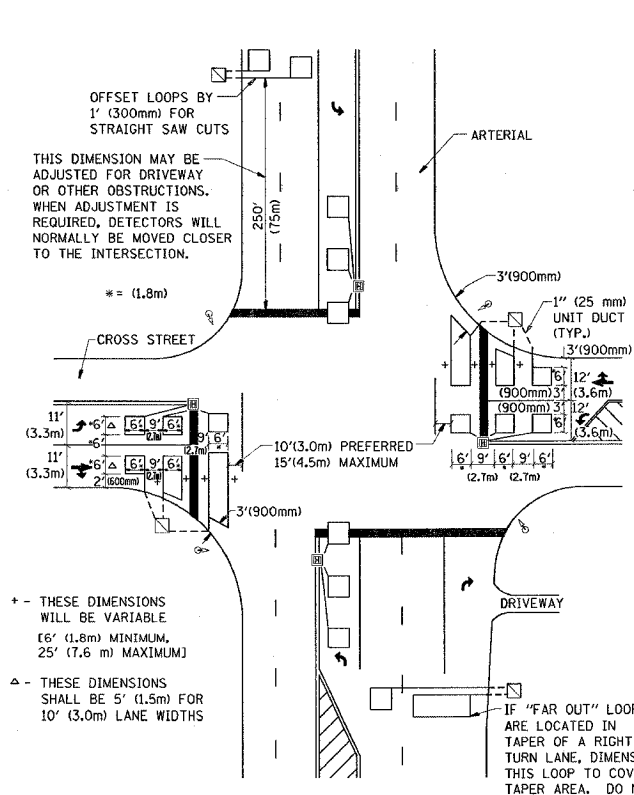 OFFSET LOOPS BY
1' (300mm) FOR
STRAIGHT SAW CUTS
THIS DIMENSION MAY BE
ADJUSTED FOR DRIVEWAY
OR OTHER OBSTRUCTIONS.
WHEN ADJUSTMENT IS
REQUIRED, DETECTORS WILL
NORMALLY BE MOVED CLOSER
TO THE INTERSECTION.
* = (1.8m)
250'
(75m)
ARTERIAL
H
3'(900mm)
1" (25 mm)
UNIT DUCT
(TYP.)
CROSS STREET
3'(900mm)
+ + +
*6 12'
(900mm) 3' (3.6m)
(900mm) 3' 12'
*6 (3.6m)
H
6' 9' 6' 9' 6'
* * *
(2.7m) (2.7m)
10'(3.0m) PREFERRED
15'(4.5m) MAXIMUM
H
11' *6' Δ 6' 9' 6'
(3.3m) (2.7m)
*6' 9' 6'
(2.7m) *
11' *6' Δ 6' 9' 6'
(3.3m) (2.7m)
2' (600mm) + +
3'(900mm)
H
DRIVEWAY
+ - THESE DIMENSIONS
WILL BE VARIABLE
[6' (1.8m) MINIMUM,
25' (7.6 m) MAXIMUM]
Δ - THESE DIMENSIONS
SHALL BE 5' (1.5m) FOR
10' (3.0m) LANE WIDTHS
IF "FAR OUT" LOOP
ARE LOCATED IN
TAPER OF A RIGHT
TURN LANE, DIMENS
THIS LOOP TO COV
TAPER AREA. DO N